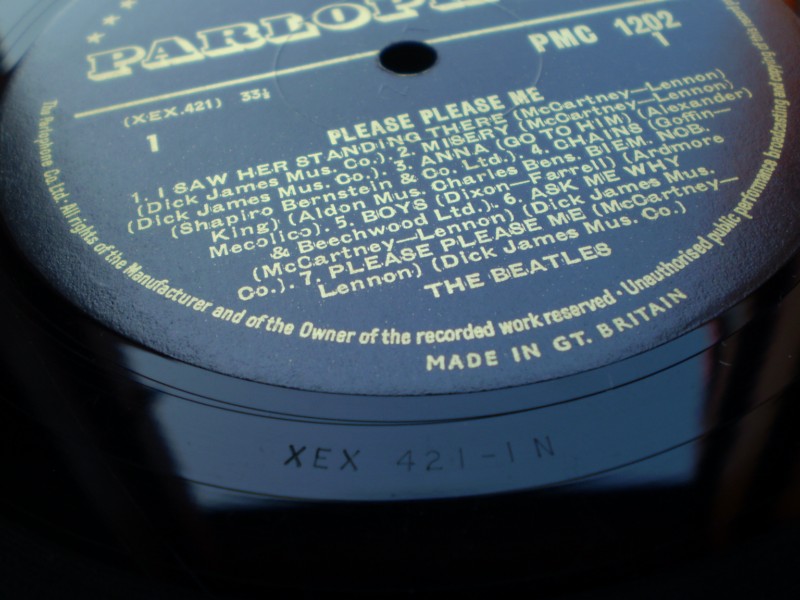 PARLOPH
PMC 1202
1
(XEX.421) 33⅓
1
PLEASE PLEASE ME
1. I SAW HER STANDING THERE (McCartney—Lennon)
(Dick James Mus. Co.). 2. MISERY (McCartney—Lennon)
(Dick James Mus. Co.). 3. ANNA (GO TO HIM) (Alexander)
(Shapiro Bernstein & Co. Ltd.). 4. CHAINS (Goffin—
King) (Aldon Mus. Charles Bens. BIEM. NOB.
Mecolico). 5. BOYS (Dixon—Farrell) (Ardmore
& Beechwood Ltd.). 6. ASK ME WHY
(McCartney—Lennon) (Dick James Mus.
Co.). 7. PLEASE PLEASE ME (McCartney—
Lennon) (Dick James Mus. Co.)
THE BEATLES
The Parlophone Co. Ltd. All rights of the Manufacturer and of the Owner of the recorded work reserved · Unauthorised public performance broadcasting and copying of this record
MADE IN GT. BRITAIN
XEX 421-1N